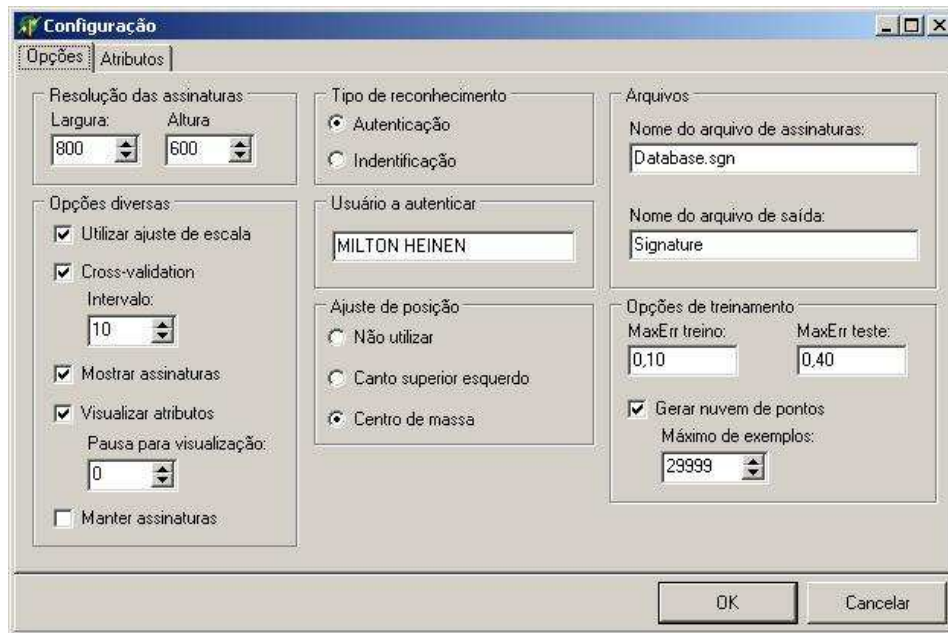 Configuração
Opções
Atributos
Resolução das assinaturas
Largura:
Altura
800
600
Opções diversas
Utilizar ajuste de escala
Cross-validation
Intervalo:
10
Mostrar assinaturas
Visualizar atributos
Pausa para visualização:
0
Manter assinaturas
Tipo de reconhecimento
Autenticação
Indentificação
Usuário a autenticar
MILTON HEINEN
Ajuste de posição
Não utilizar
Canto superior esquerdo
Centro de massa
Arquivos
Nome do arquivo de assinaturas:
Database.sgn
Nome do arquivo de saída:
Signature
Opções de treinamento
MaxErr treino:
MaxErr teste:
0,10
0,40
Gerar nuvem de pontos
Máximo de exemplos:
29999
OK
Cancelar